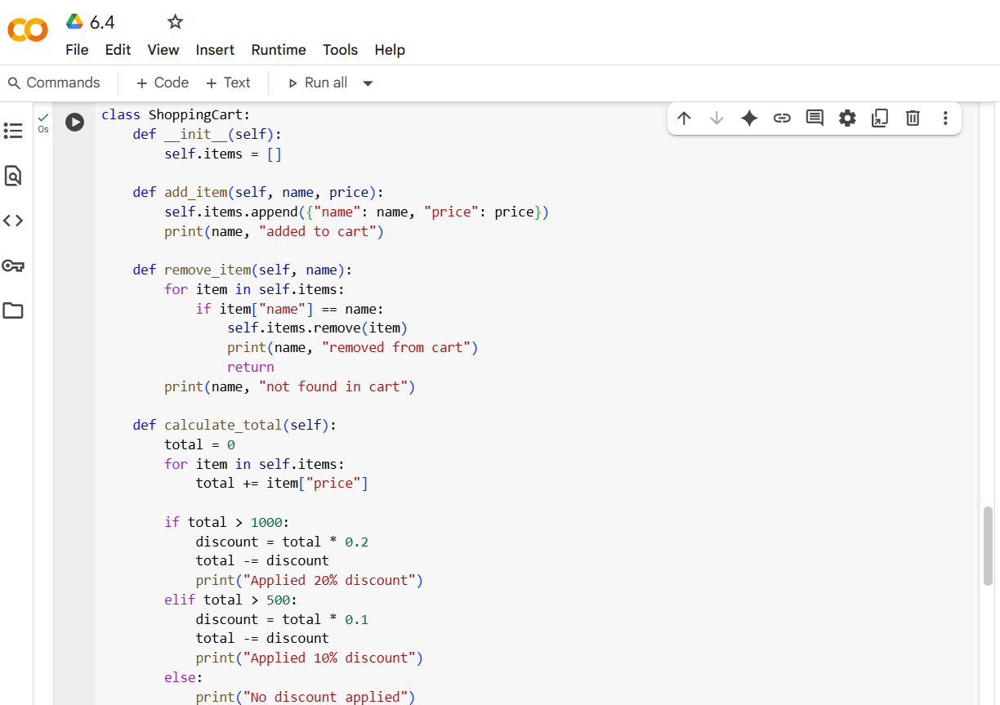 6.4
File Edit View Insert Runtime Tools Help
Commands + Code + Text Run all
0s
class ShoppingCart:
    def __init__(self):
        self.items = []

    def add_item(self, name, price):
        self.items.append({"name": name, "price": price})
        print(name, "added to cart")

    def remove_item(self, name):
        for item in self.items:
            if item["name"] == name:
                self.items.remove(item)
                print(name, "removed from cart")
                return
        print(name, "not found in cart")

    def calculate_total(self):
        total = 0
        for item in self.items:
            total += item["price"]

        if total > 1000:
            discount = total * 0.2
            total -= discount
            print("Applied 20% discount")
        elif total > 500:
            discount = total * 0.1
            total -= discount
            print("Applied 10% discount")
        else:
            print("No discount applied")